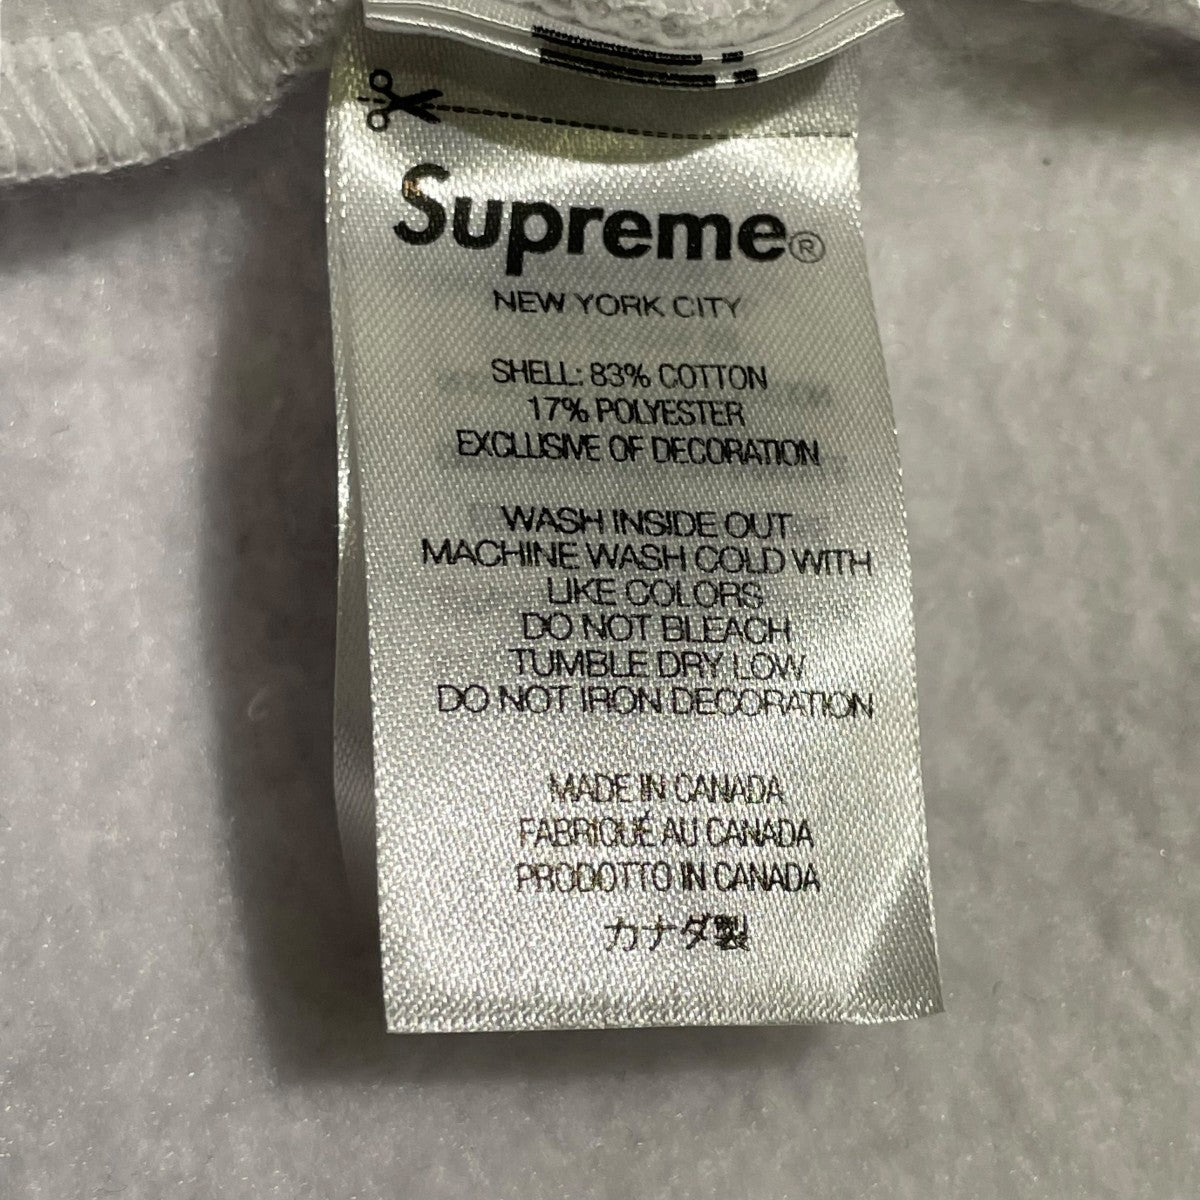 Supreme®
NEW YORK CITY
SHELL: 83% COTTON
17% POLYESTER
EXCLUSIVE OF DECORATION
WASH INSIDE OUT
MACHINE WASH COLD WITH
LIKE COLORS
DO NOT BLEACH
TUMBLE DRY LOW
DO NOT IRON DECORATION
MADE IN CANADA
FABRIQUÉ AU CANADA
PRODOTTO IN CANADA
カナダ製